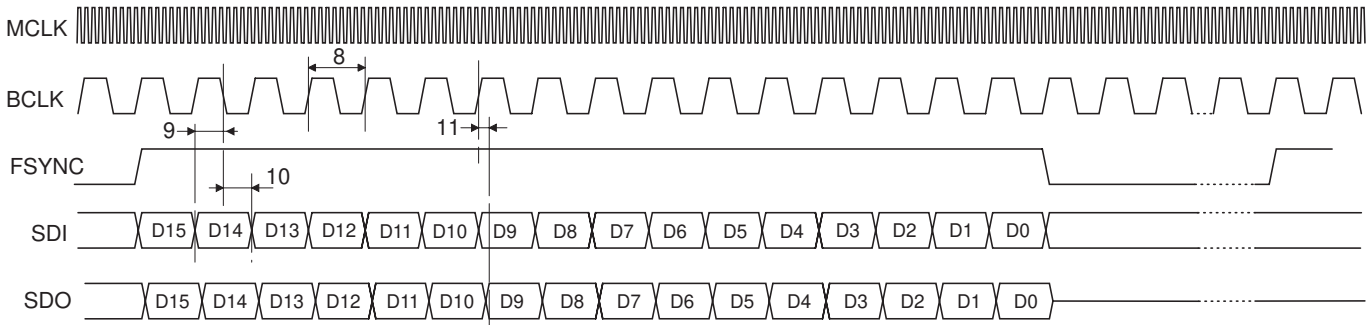 MCLK
8
BCLK
9
11
FSYNC
10
SDI D15 D14 D13 D12 D11 D10 D9 D8 D7 D6 D5 D4 D3 D2 D1 D0
SDO D15 D14 D13 D12 D11 D10 D9 D8 D7 D6 D5 D4 D3 D2 D1 D0